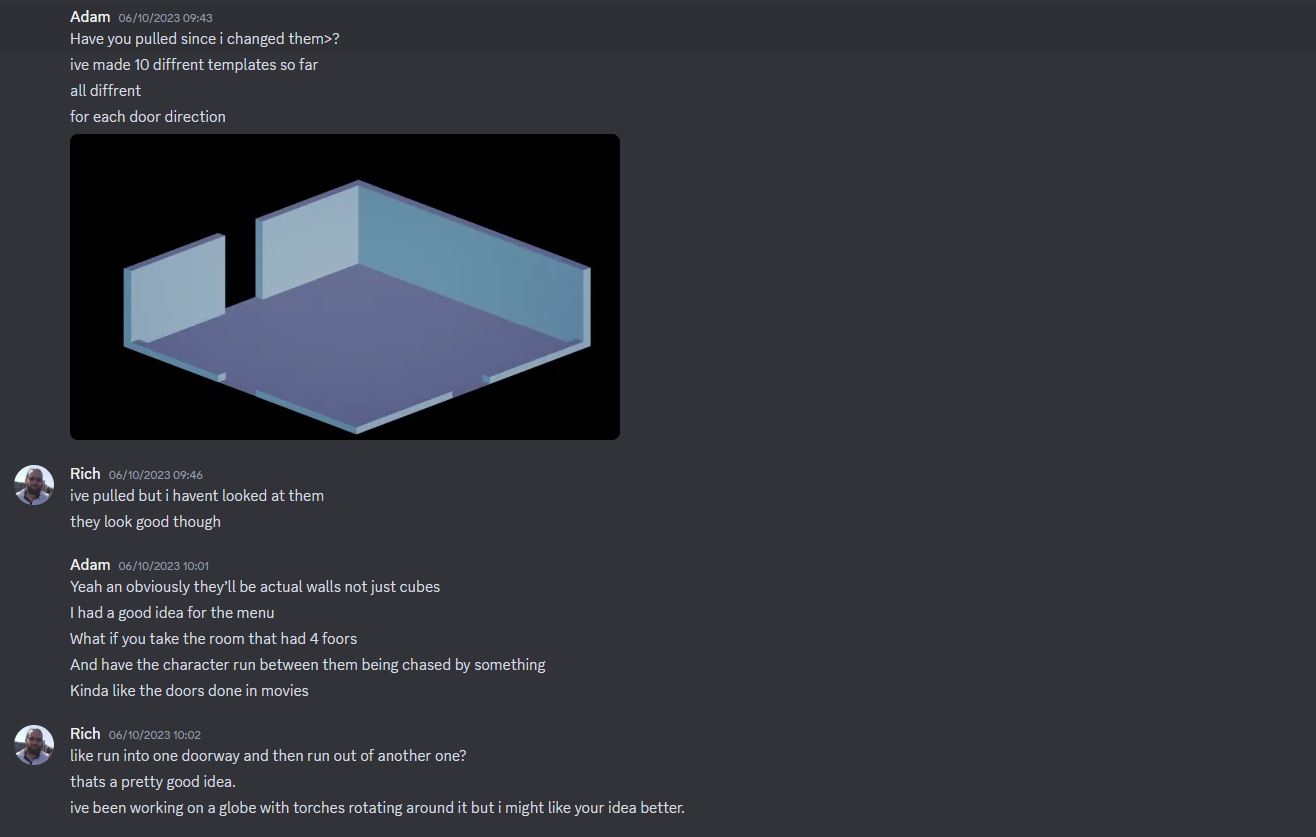 Adam 06/10/2023 09:43
Have you pulled since i changed them>?
ive made 10 diffrent templates so far
all diffrent
for each door direction
Rich 06/10/2023 09:46
ive pulled but i havent looked at them
they look good though
Adam 06/10/2023 10:01
Yeah an obviously they'll be actual walls not just cubes
I had a good idea for the menu
What if you take the room that had 4 foors
And have the character run between them being chased by something
Kinda like the doors done in movies
Rich 06/10/2023 10:02
like run into one doorway and then run out of another one?
thats a pretty good idea.
ive been working on a globe with torches rotating around it but i might like your idea better.